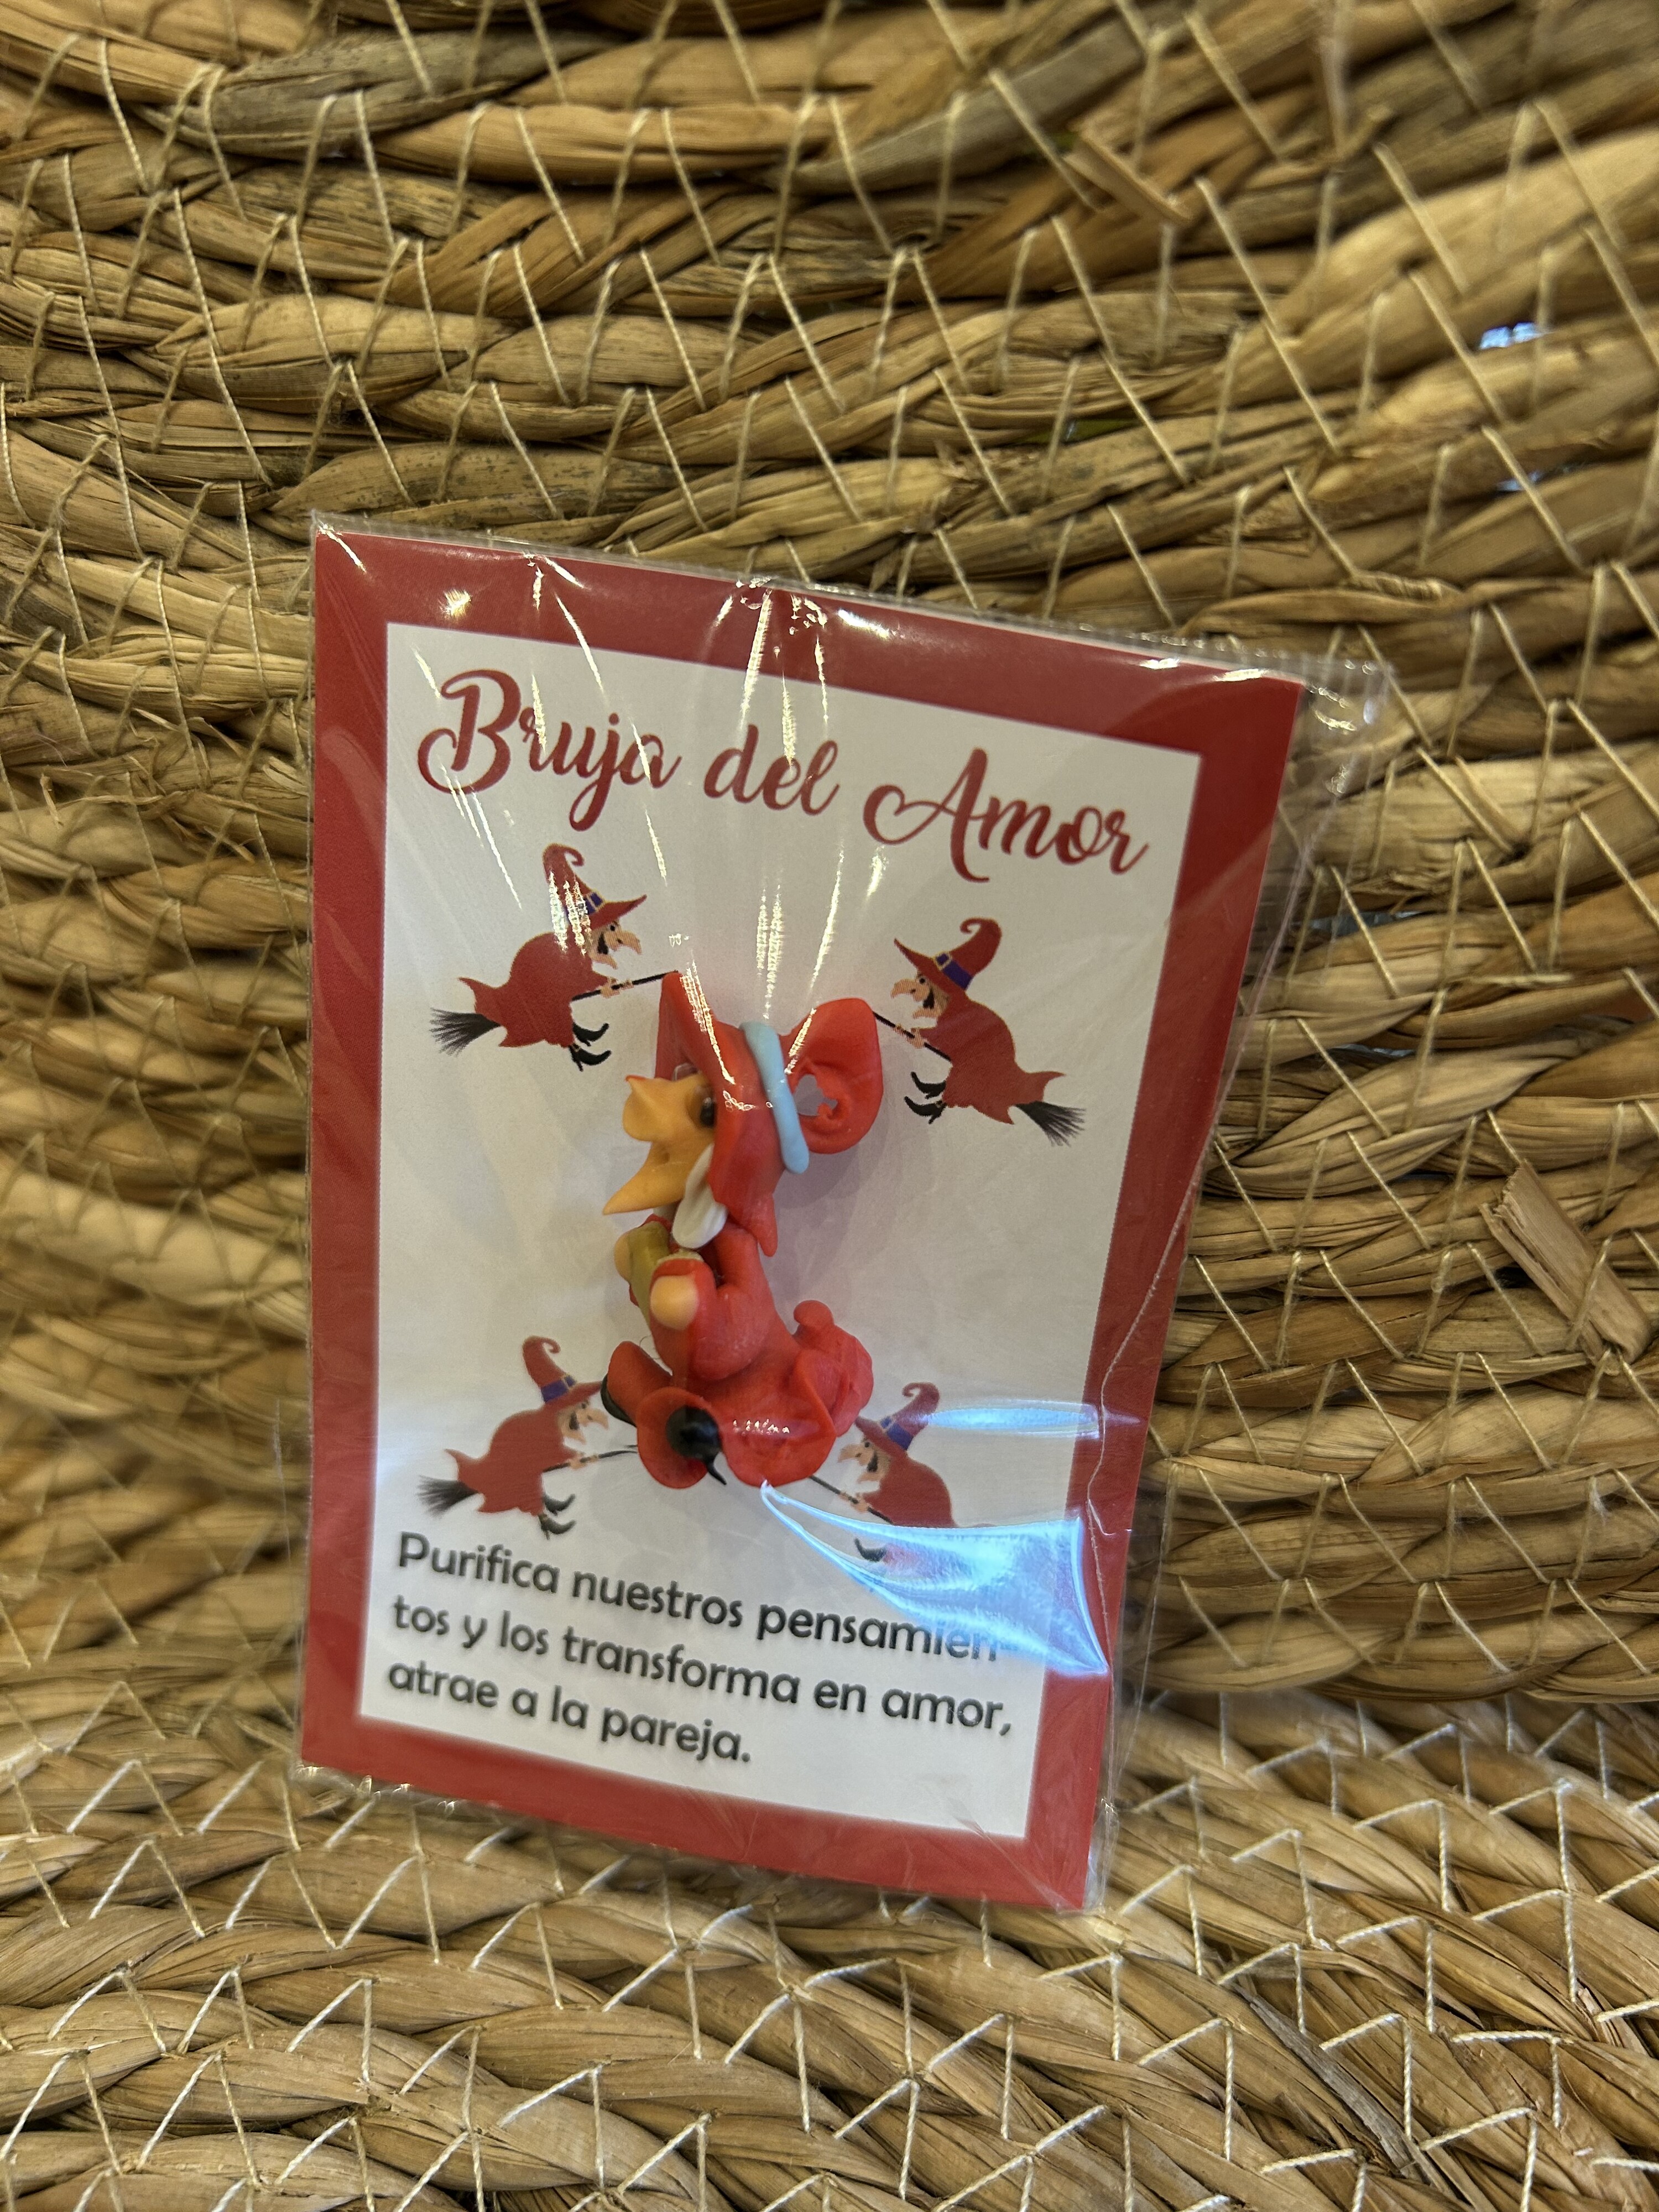 Bruja del Amor
Purifica nuestros pensamien-
tos y los transforma en amor,
atrae a la pareja.